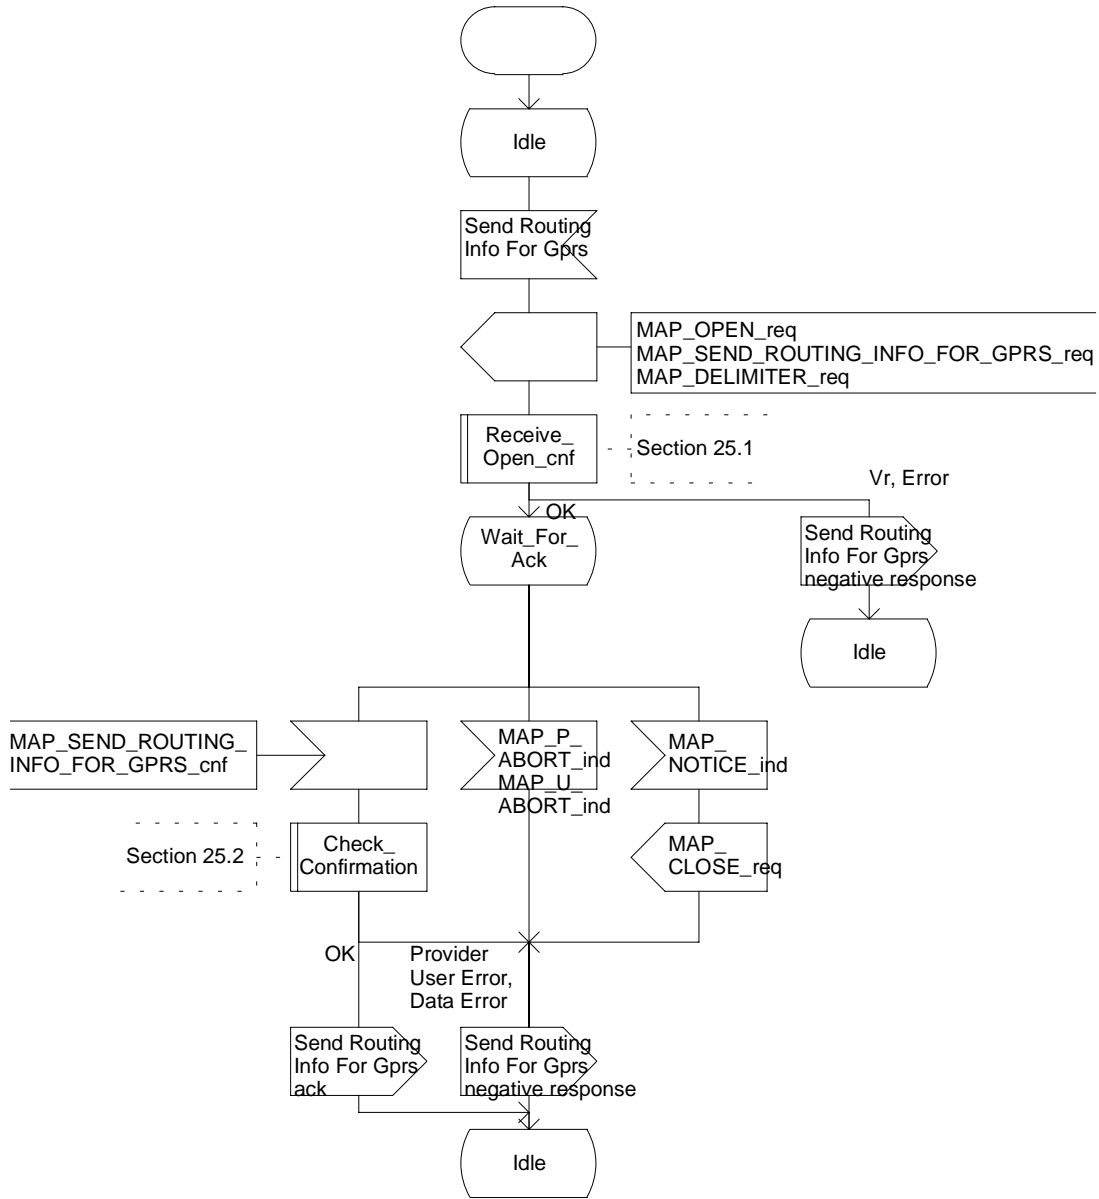 Idle
Send Routing
Info For Gprs
MAP_OPEN_req
MAP_SEND_ROUTING_INFO_FOR_GPRS_req
MAP_DELIMITER_req
Receive_
Open_cnf
Section 25.1
Vr, Error
OK
Wait_For_
Ack
Send Routing
Info For Gprs
negative response
Idle
MAP_SEND_ROUTING_
INFO_FOR_GPRS_cnf
MAP_P_
ABORT_ind
MAP_U_
ABORT_ind
MAP_
NOTICE_ind
Section 25.2
Check_
Confirmation
MAP_
CLOSE_req
OK
Provider
User Error,
Data Error
Send Routing
Info For Gprs
ack
Send Routing
Info For Gprs
negative response
Idle